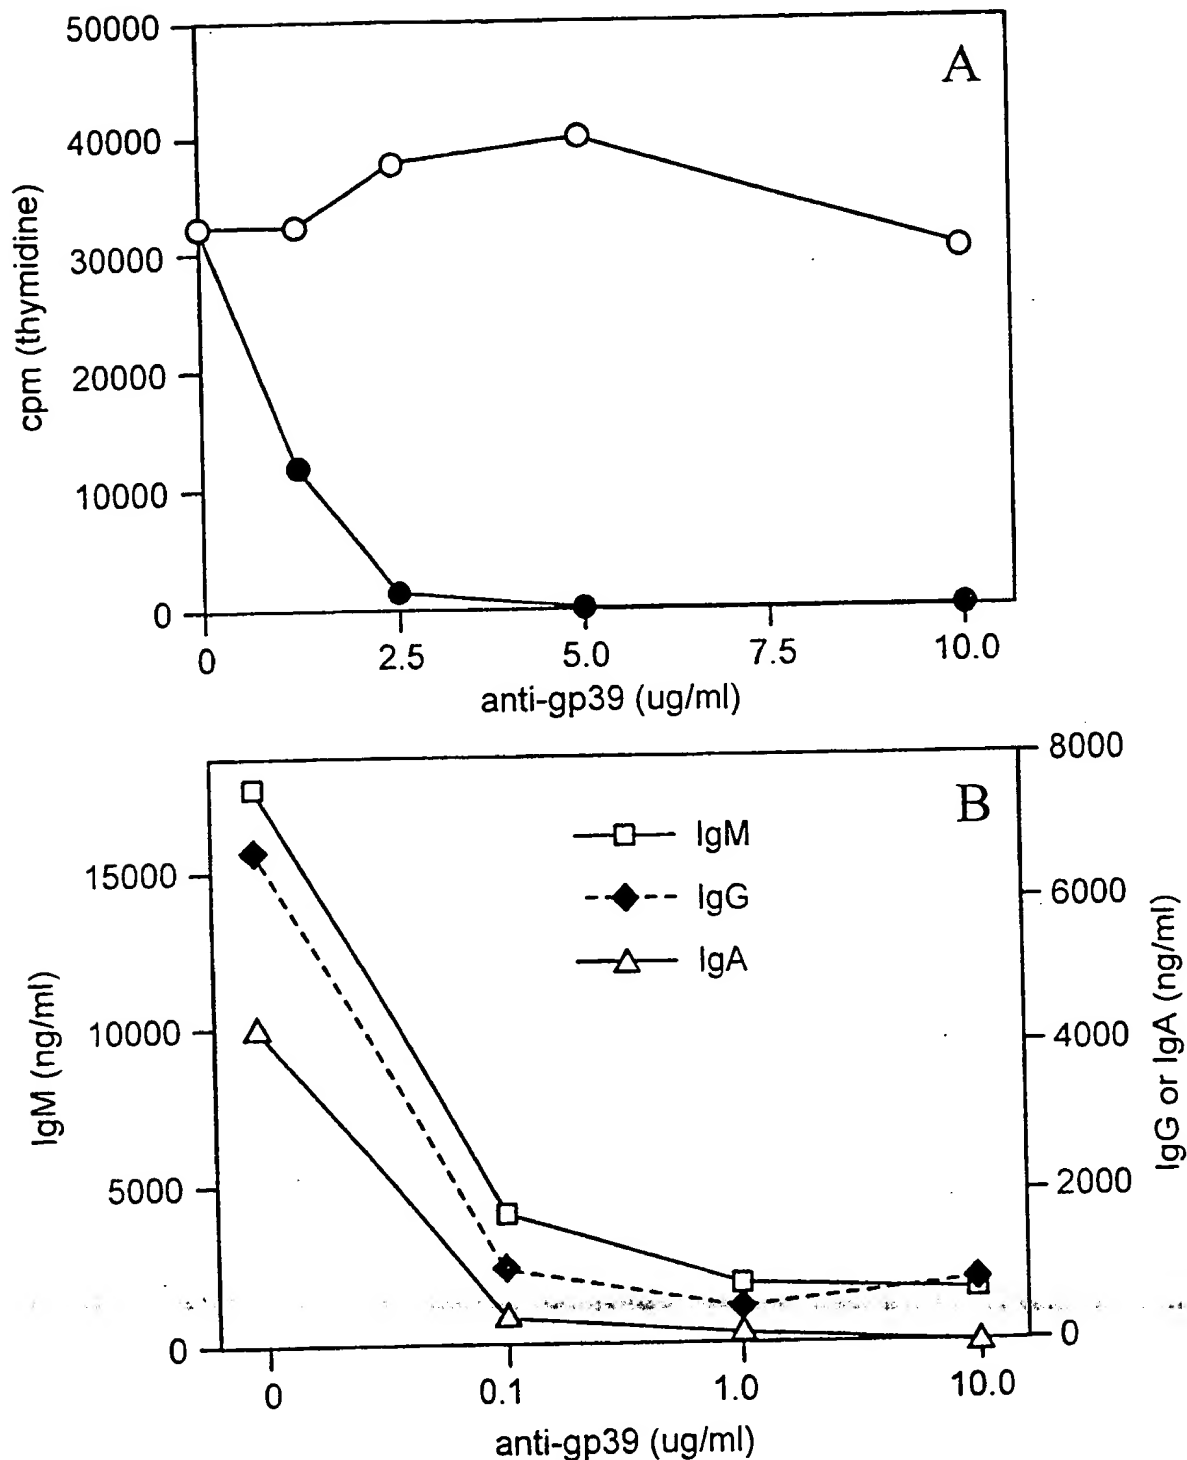 A
50000
40000
30000
20000
10000
0
cpm (thymidine)
0 2.5 5.0 7.5 10.0
anti-gp39 (ug/ml)
B
IgM
IgG
IgA
15000
10000
5000
0
IgM (ng/ml)
8000
6000
4000
2000
0
IgG or IgA (ng/ml)
0 0.1 1.0 10.0
anti-gp39 (ug/ml)